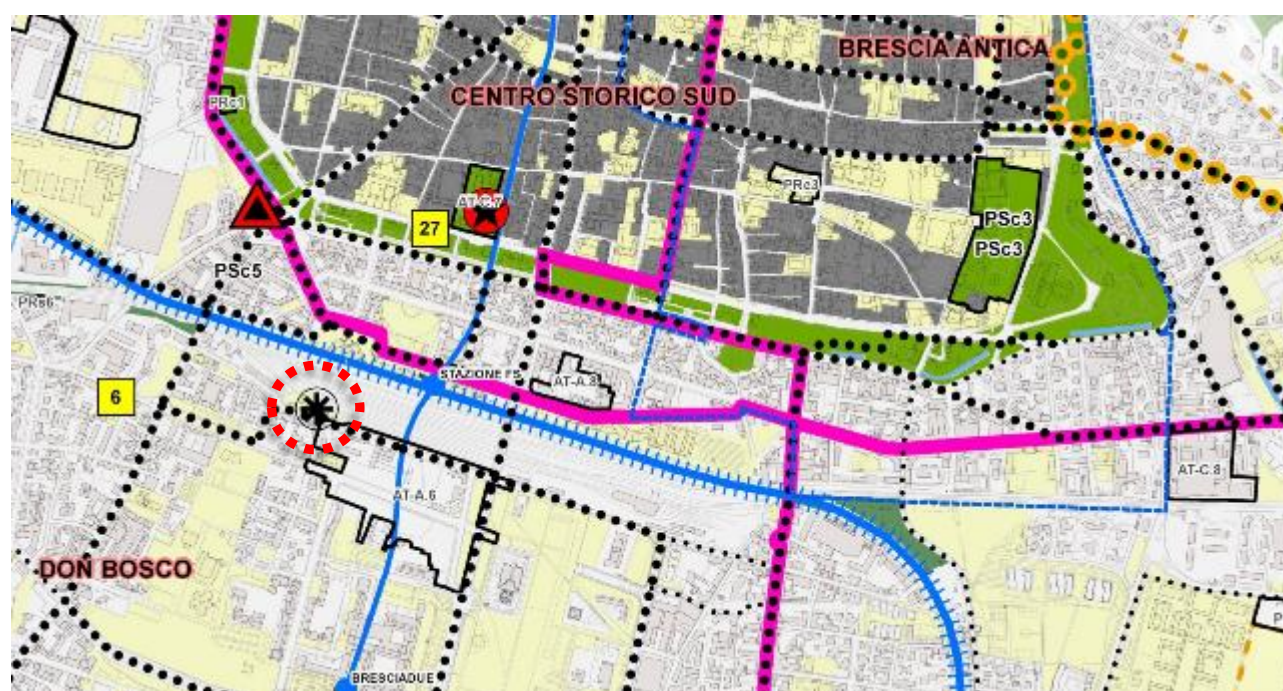 BRESCIA ANTICA
CENTRO STORICO SUD
PRc1
PRc3
AT-C.7
27
PSc3
PSc3
PSc5
PRs6
STAZIONE FS
AT-A.8
6
AT-C.8
AT-A.6
DON BOSCO
P
BRESCIADUE